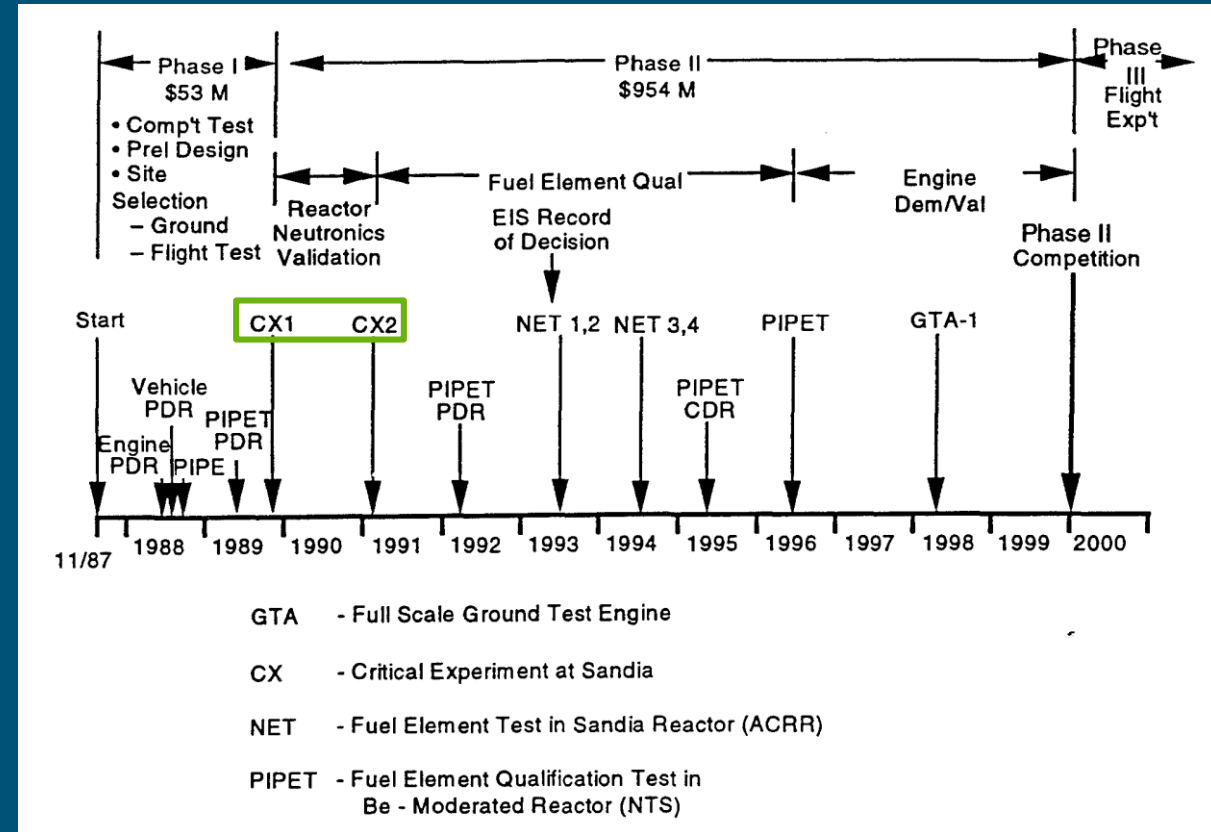 Phase I
$53 M
Phase II
$954 M
Phase
III
Flight
Exp't
• Comp't Test
• Prel Design
• Site
Selection
– Ground
– Flight Test
Reactor
Neutronics
Validation
Fuel Element Qual
Engine
Dem/Val
EIS Record
of Decision
Phase II
Competition
Start
CX1
CX2
NET 1,2
NET 3,4
PIPET
GTA-1
Vehicle
PDR
Engine
PDR
PIPE
PIPET
PDR
PIPET
PDR
PIPET
CDR
11/87
1988 1989 1990 1991 1992 1993 1994 1995 1996 1997 1998 1999 2000
GTA - Full Scale Ground Test Engine
CX - Critical Experiment at Sandia
NET - Fuel Element Test in Sandia Reactor (ACRR)
PIPET - Fuel Element Qualification Test in
Be - Moderated Reactor (NTS)